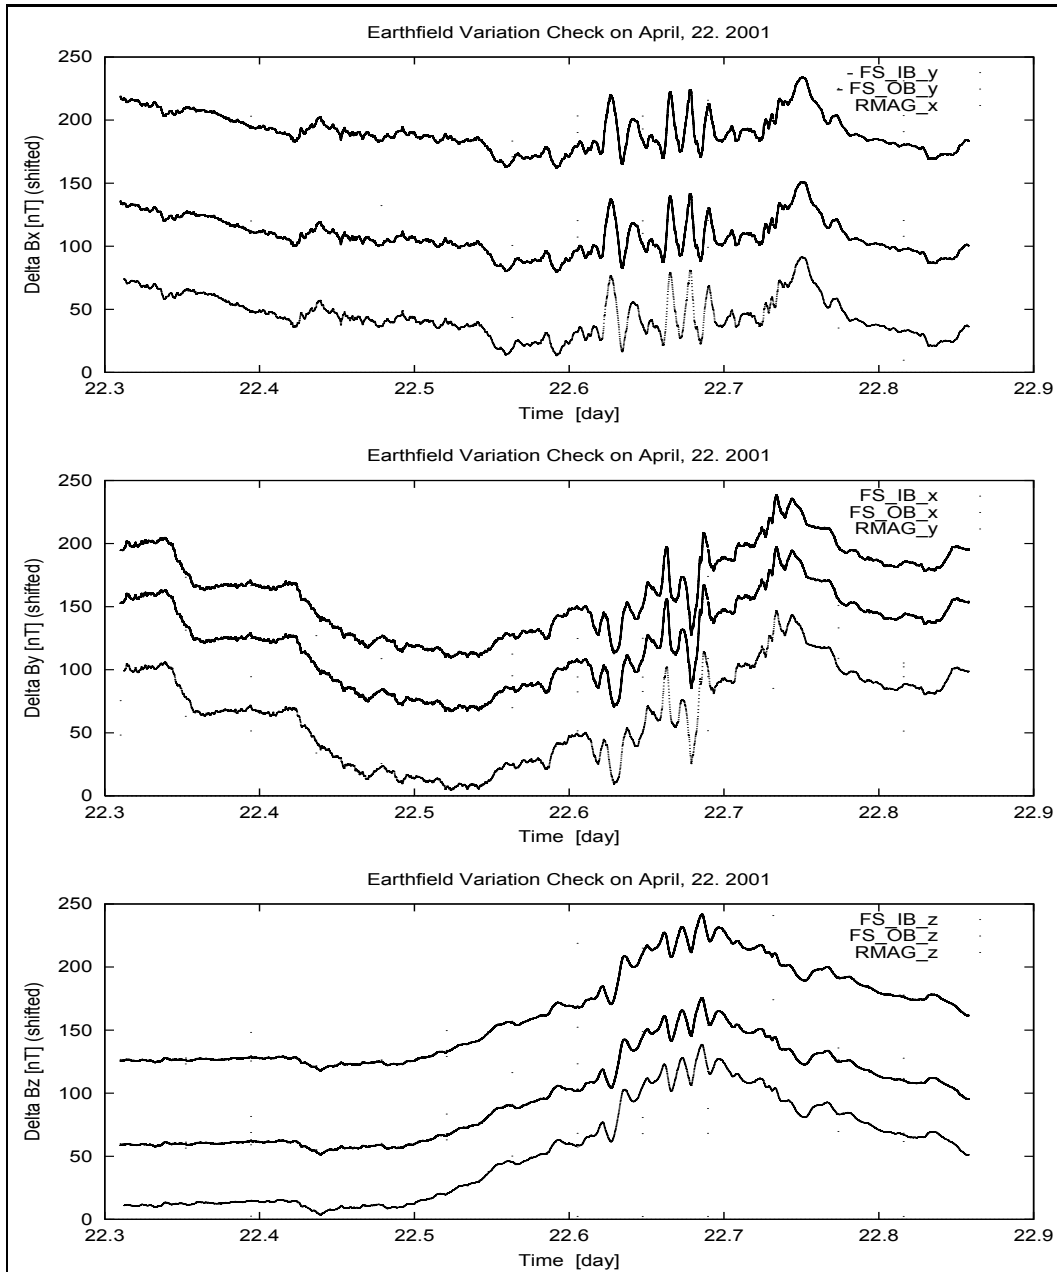 Earthfield Variation Check on April, 22. 2001
250
200
150
100
50
0
Delta Bx [nT] (shifted)
FS_IB_y
FS_OB_y
RMAG_x
22.3 22.4 22.5 22.6 22.7 22.8 22.9
Time [day]
Earthfield Variation Check on April, 22. 2001
250
200
150
100
50
0
Delta By [nT] (shifted)
FS_IB_x
FS_OB_x
RMAG_y
22.3 22.4 22.5 22.6 22.7 22.8 22.9
Time [day]
Earthfield Variation Check on April, 22. 2001
250
200
150
100
50
0
Delta Bz [nT] (shifted)
FS_IB_z
FS_OB_z
RMAG_z
22.3 22.4 22.5 22.6 22.7 22.8 22.9
Time [day]